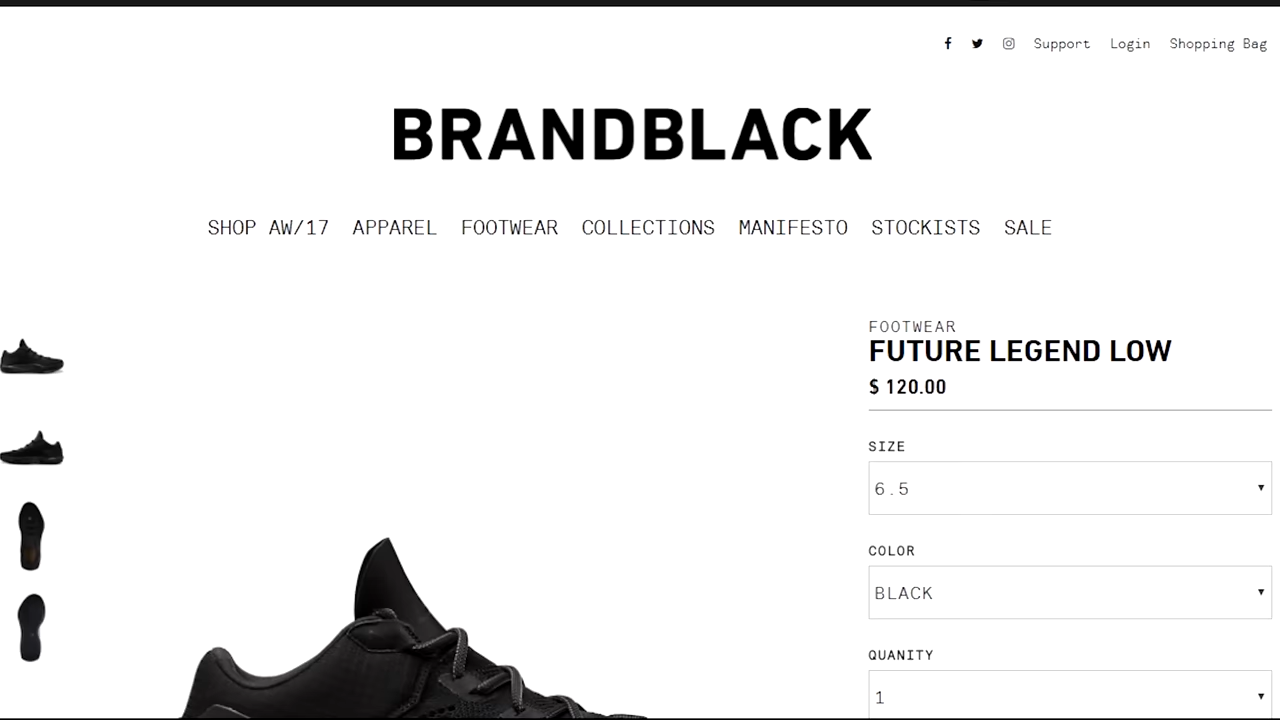 Support Login Shopping Bag
BRANDBLACK
SHOP AW/17 APPAREL FOOTWEAR COLLECTIONS MANIFESTO STOCKISTS SALE
FOOTWEAR
FUTURE LEGEND LOW
$ 120.00
SIZE
6.5
COLOR
BLACK
QUANITY
1